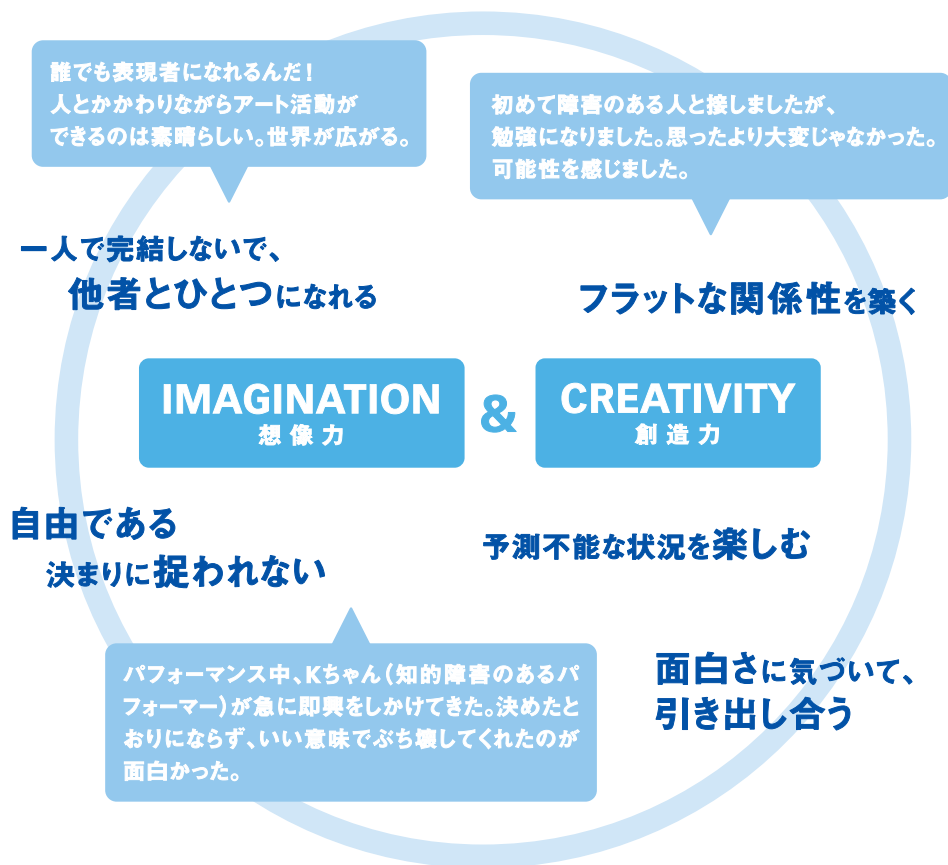 誰でも表現者になれるんだ！
人とかかわりながらアート活動が
できるのは素晴らしい。世界が広がる。
初めて障害のある人と接しましたが、
勉強になりました。思ったより大変じゃなかった。
可能性を感じました。
一人で完結しないで、
他者とひとつになれる
フラットな関係性を築く
IMAGINATION
想像力
&
CREATIVITY
創造力
自由である
決まりに捉われない
予測不能な状況を楽しむ
パフォーマンス中、Kちゃん（知的障害のあるパ
フォーマー）が急に即興をしかけてきた。決めたと
おりにならず、いい意味でぶち壊してくれたのが
面白かった。
面白さに気づいて、
引き出し合う